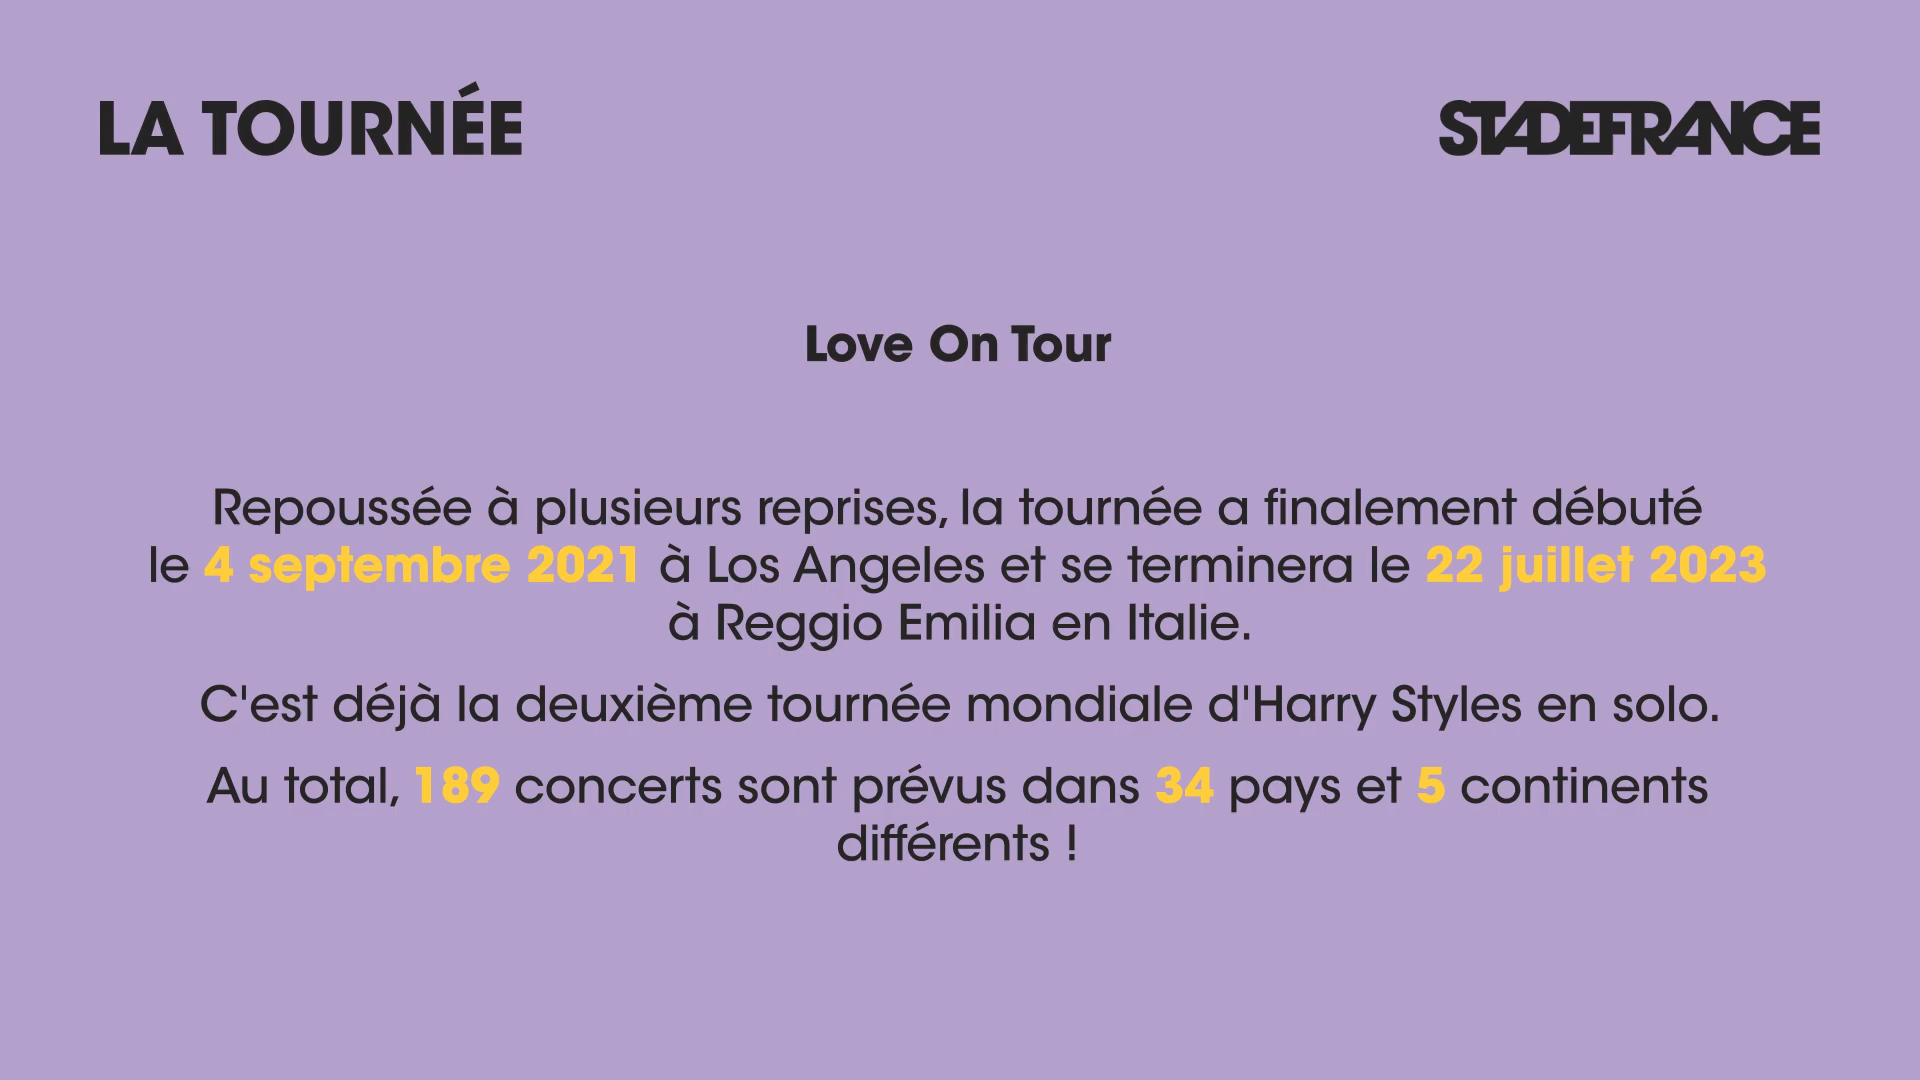 LA TOURNÉE
STADEFRANCE
Love On Tour
Repoussée à plusieurs reprises, la tournée a finalement débuté
le 4 septembre 2021 à Los Angeles et se terminera le 22 juillet 2023
à Reggio Emilia en Italie.
C'est déjà la deuxième tournée mondiale d'Harry Styles en solo.
Au total, 189 concerts sont prévus dans 34 pays et 5 continents
différents !